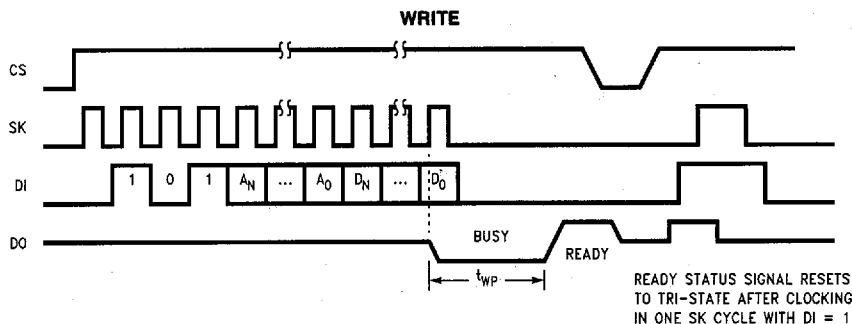 WRITE
CS
SK
DI 1 0 1 A_N ... A_0 D_N ... D_0
DO BUSY READY
t_WP
READY STATUS SIGNAL RESETS
TO TRI-STATE AFTER CLOCKING
IN ONE SK CYCLE WITH DI = 1